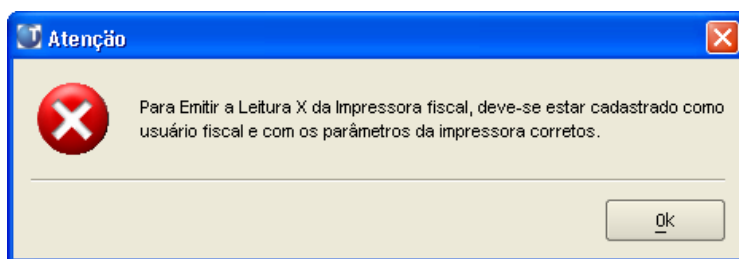 Atenção
Para Emitir a Leitura X da Impressora fiscal, deve-se estar cadastrado como
usuário fiscal e com os parâmetros da impressora corretos.
Ok